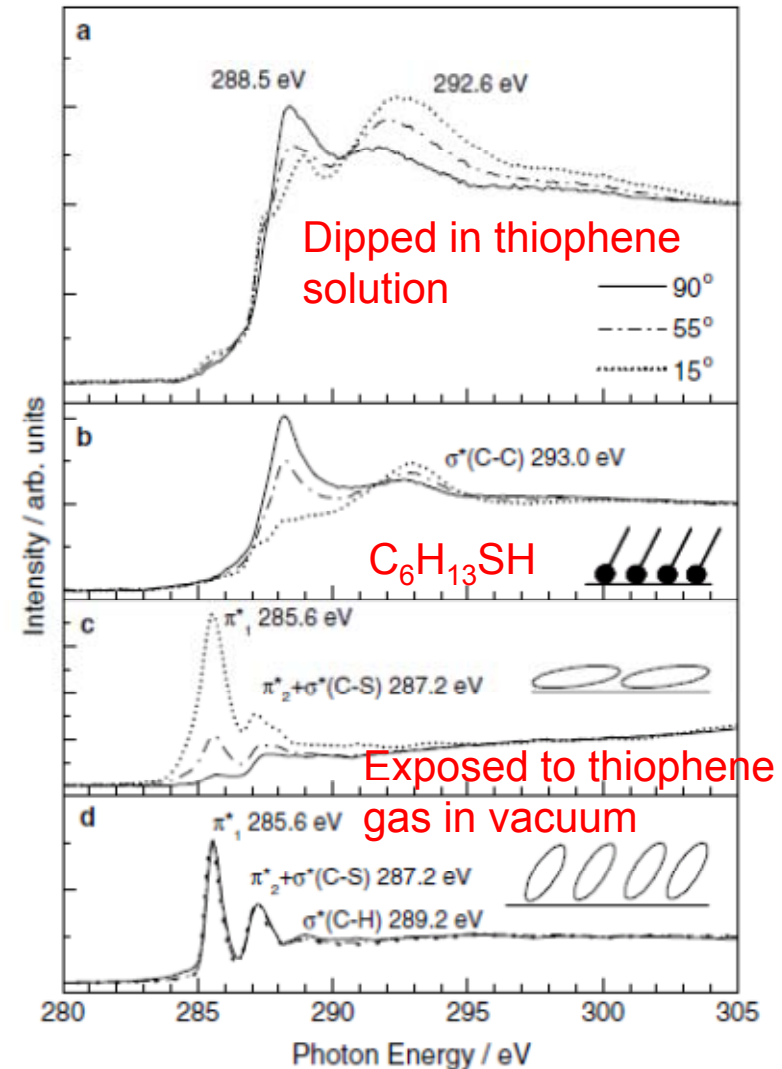 a
288.5 eV
292.6 eV
Dipped in thiophene
solution
90°
55°
15°
b
σ*(C-C) 293.0 eV
C₆H₁₃SH
c
π*₁ 285.6 eV
π*₂+σ*(C-S) 287.2 eV
Exposed to thiophene
gas in vacuum
d
π*₁ 285.6 eV
π*₂+σ*(C-S) 287.2 eV
σ*(C-H) 289.2 eV
Intensity / arb. units
280 285 290 295 300 305
Photon Energy / eV